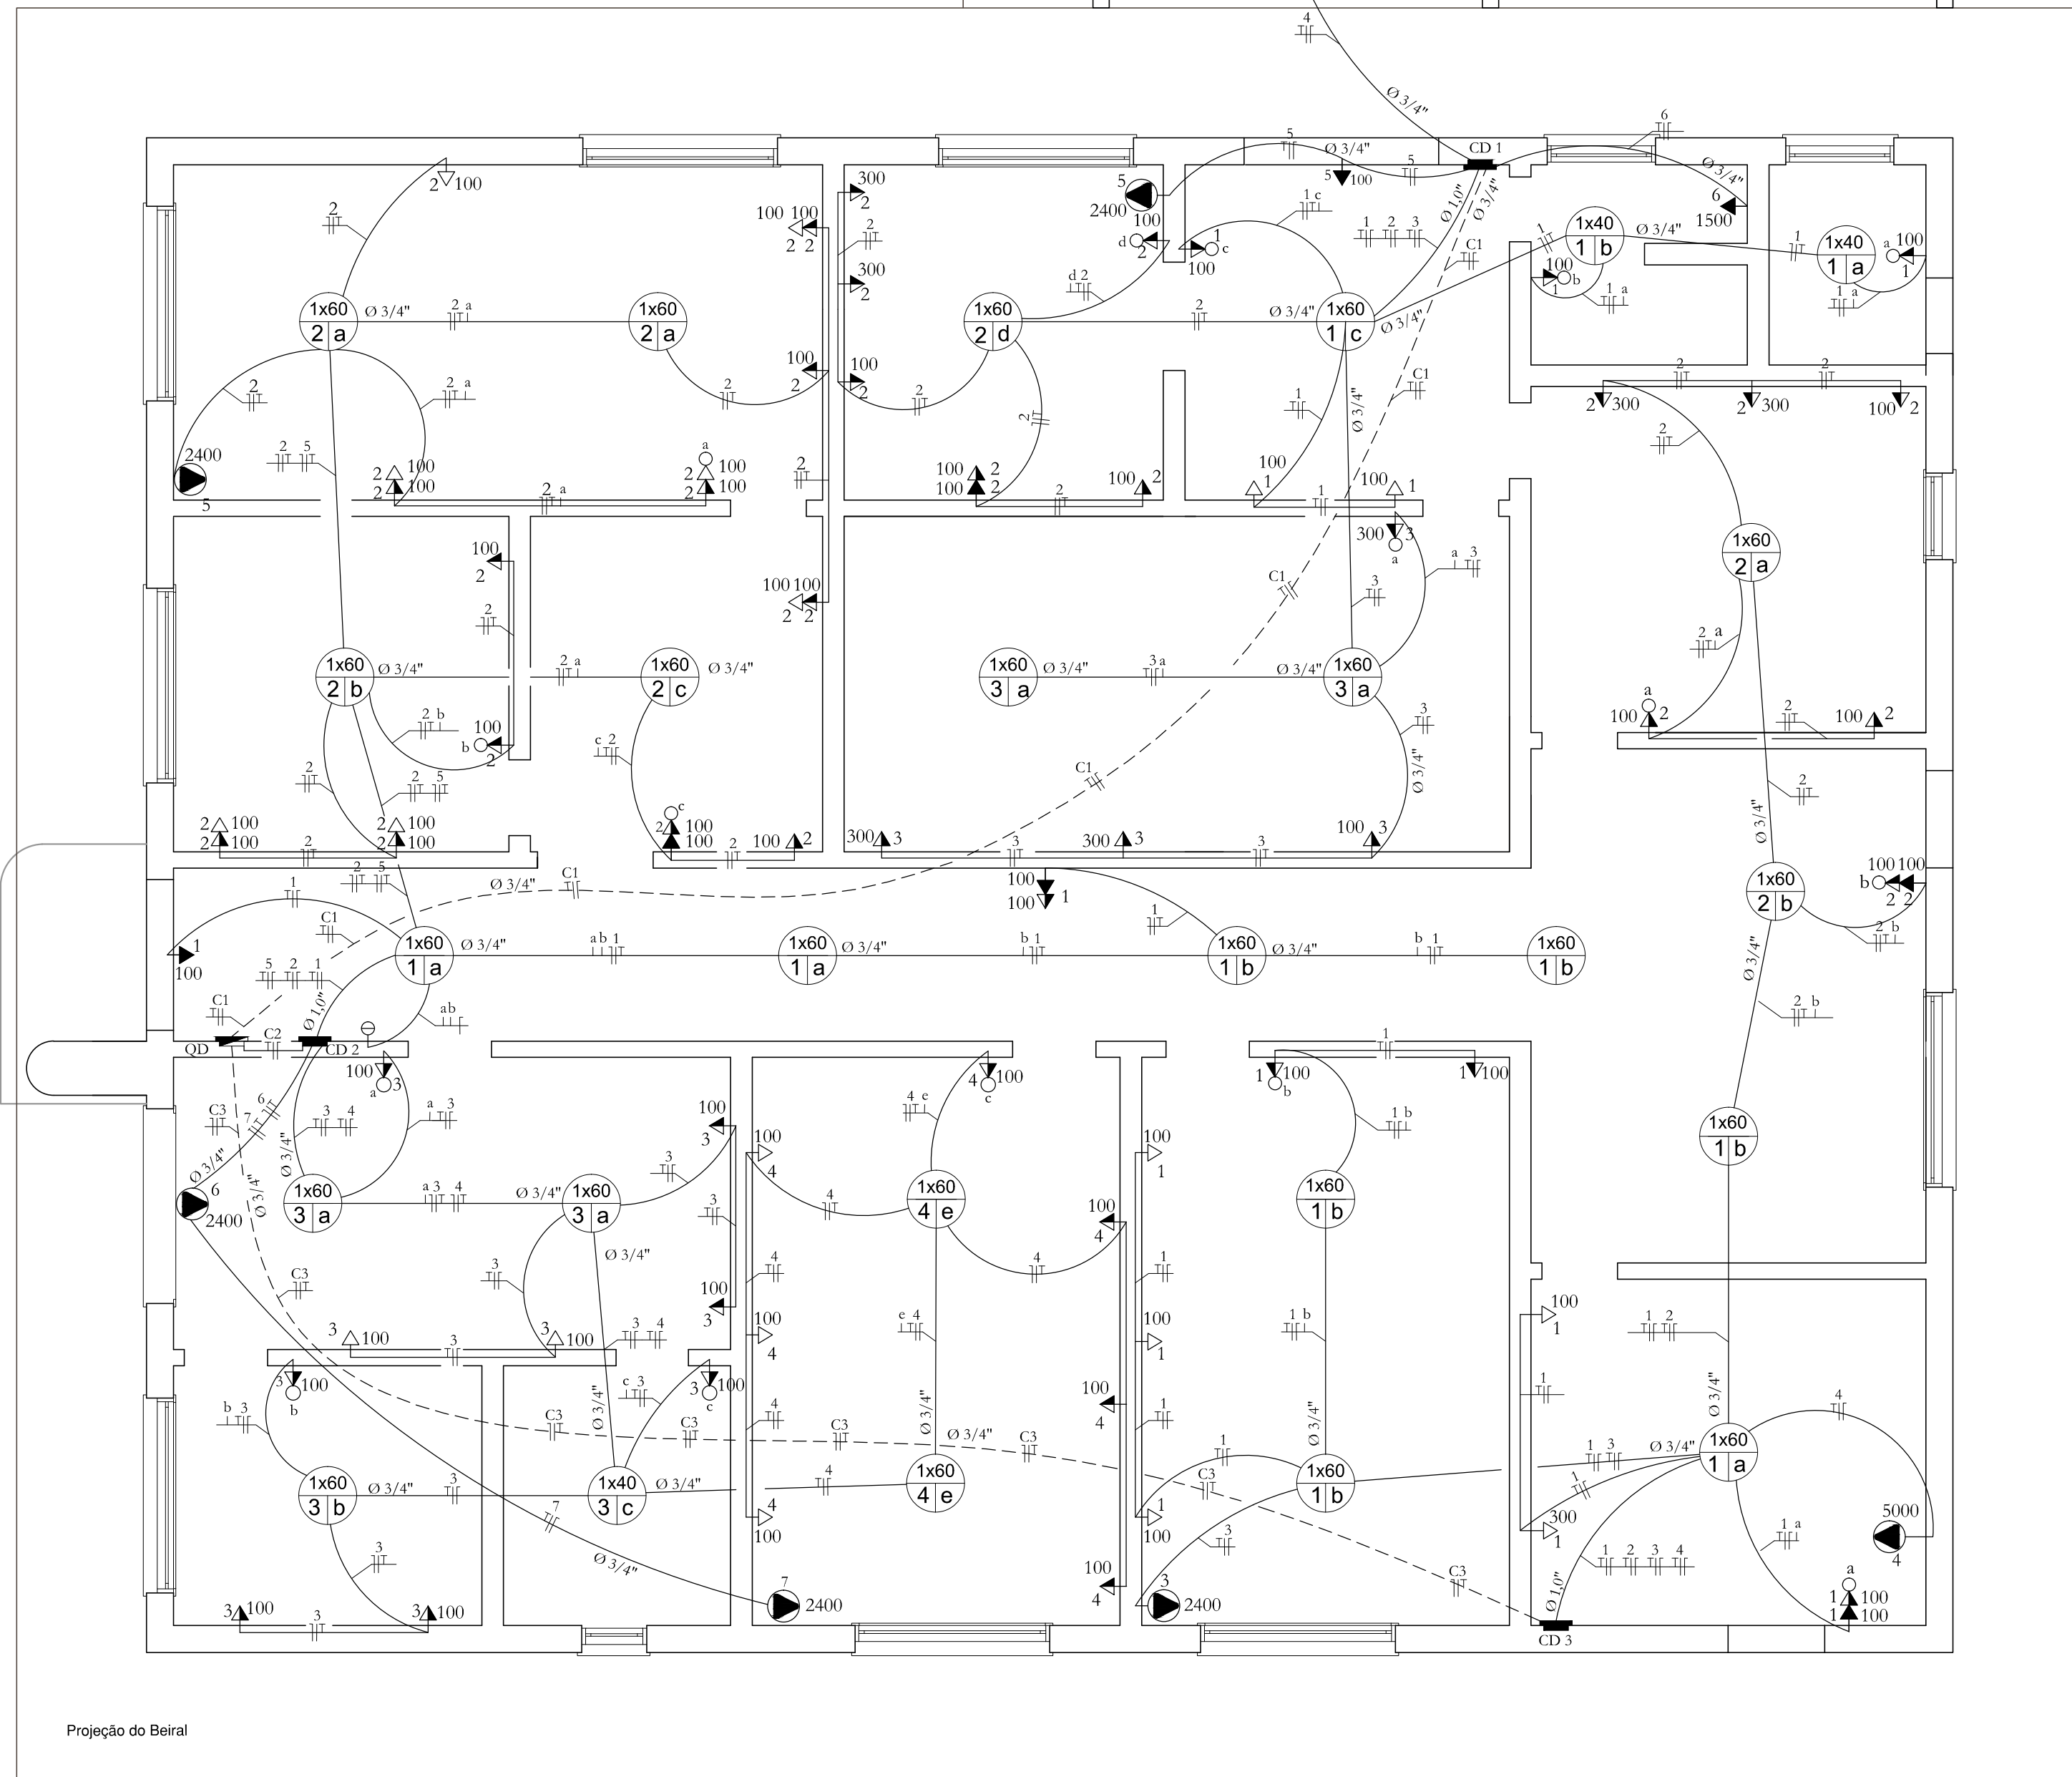 4
Ø 3/4"
6
5
Ø 3/4"
CD 1
5
Ø 3/4"
2 100
300
2
5
2400
100
5 100
1 c
6
1500
2
100 100
2 2
2
d
2
1
c
100
1 2 3
Ø 1,0"
Ø 3/4"
C1
1
1x40
1 b
Ø 3/4"
1
1x40
1 a
a 100
1
300
2
d 2
100
b
1
1 a
1 a
1x60
2 a
Ø 3/4"
2 a
1x60
2 a
1x60
2 d
2
Ø 3/4"
1x60
1 c
Ø 3/4"
100
2
100
2
2
2 a
2
2
2
1
Ø 3/4"
C1
2
2
2 300
2 300
100 2
2
2400
5
2 5
2 100
2 100
a
100
2 100
2 a
2
100 2
100 2
100 2
2
100
100 1
1
300 3
a
a 3
100
2
2
100 100
2 2
C1
3
1x60
2 a
1x60
2 b
Ø 3/4"
2 a
1x60
2 c
Ø 3/4"
1x60
3 a
Ø 3/4"
3 a
Ø 3/4"
1x60
3 a
2 a
a
100 2
2
100 2
2 b
100
b
2
c 2
3
Ø 3/4"
2
2 5
C1
2
Ø 3/4"
2 100
100
2 100
100
2
c
2 100
100
2
100 2
300 3
3
300 3
3
100 3
2 5
Ø 3/4"
C1
100
100 1
1x60
2 b
100 100
b
2 2
2 b
1
C1
1
100
1x60
1 a
Ø 3/4"
ab 1
1x60
1 a
Ø 3/4"
b 1
1
1x60
1 b
Ø 3/4"
b 1
1x60
1 b
Ø 3/4"
5 2 1
Ø 1,0"
C1
C2
QD
CD 2
ab
2 b
100 3
a
4 100
c
1
1 100
b
1 100
C3
7
6
3 4
a 3
100
3
100
4
4 e
100
1
1 b
1x60
1 b
Ø 3/4"
6
2400
Ø 3/4"
Ø 3/4"
1x60
3 a
a 3 4
Ø 3/4"
1x60
3 a
3
3
4
1x60
4 e
100
4
4
1x60
1 b
Ø 3/4"
C3
3
4
1
100
3
100
4
100
1
100
1
3 100
3
3 100
3 4
e 4
1 b
1 2
3 100
b
b 3
Ø 3/4"
c 3
3 100
c
C3
C3
4
C3
Ø 3/4"
Ø 3/4"
C3
100
4
1
Ø 3/4"
1
Ø 3/4"
4
1x60
3 b
Ø 3/4"
3
1x40
3 c
Ø 3/4"
4
1x60
4 e
1
C3
1x60
1 b
1 3
Ø 3/4"
1x60
1 a
1
7
4
100
1
100
300
1
5000
4
3
Ø 3/4"
3
1 2 3 4
1 a
C3
Ø 1,0"
3 100
3
3 100
7
2400
100
4
3
2400
a
1 100
1 100
CD 3
Projeção do Beiral